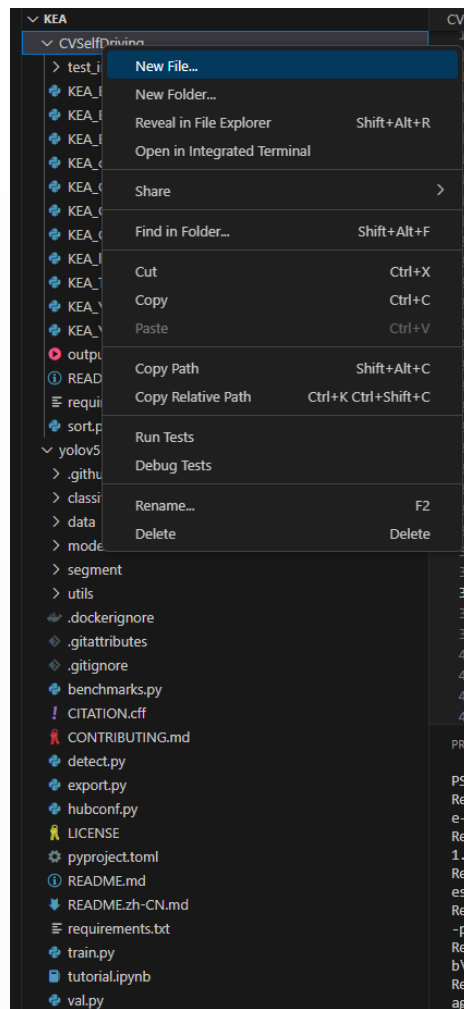 KEA
CV
CVSelfDriving
test_i
New File...
KEA_
New Folder...
KEA_
Reveal in File Explorer Shift+Alt+R
KEA_
Open in Integrated Terminal
KEA_
KEA_
Share
KEA_
KEA_
Find in Folder... Shift+Alt+F
KEA_
Cut Ctrl+X
KEA_
Copy Ctrl+C
KEA_
Paste Ctrl+V
KEA_
outpu
Copy Path Shift+Alt+C
READ
Copy Relative Path Ctrl+K Ctrl+Shift+C
requi
sort.p
Run Tests
yolov5
Debug Tests
.githu
classi
Rename... F2
data
Delete Delete
mode
segment
utils
.dockerignore
.gitattributes
.gitignore
benchmarks.py
CITATION.cff
CONTRIBUTING.md
PR
detect.py
PS
export.py
Re
hubconf.py
e-
Re
LICENSE
1.
pyproject.toml
Re
README.md
es
README.zh-CN.md
Re
requirements.txt
-p
train.py
Re
b\
tutorial.ipynb
Re
val.py
ag